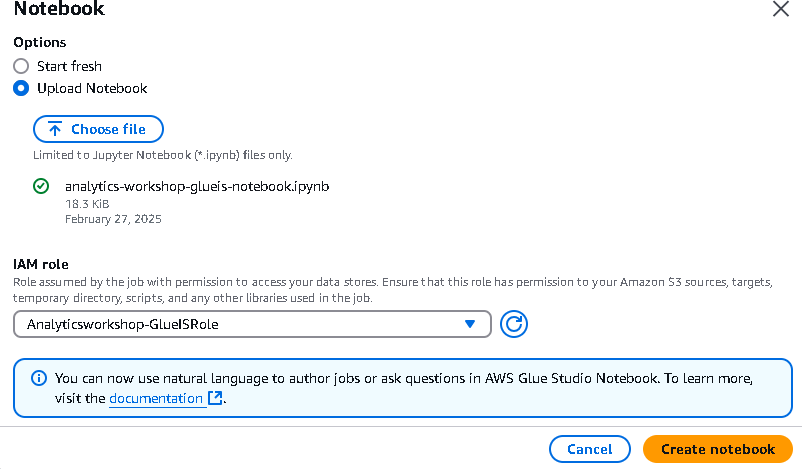 Notebook
Options
Start fresh
Upload Notebook
Choose file
Limited to Jupyter Notebook (*.ipynb) files only.
analytics-workshop-glueis-notebook.ipynb
18.3 KiB
February 27, 2025
IAM role
Role assumed by the job with permission to access your data stores. Ensure that this role has permission to your Amazon S3 sources, targets,
temporary directory, scripts, and any other libraries used in the job.
Analyticsworkshop-GlueISRole
You can now use natural language to author jobs or ask questions in AWS Glue Studio Notebook. To learn more,
visit the documentation.
Cancel
Create notebook